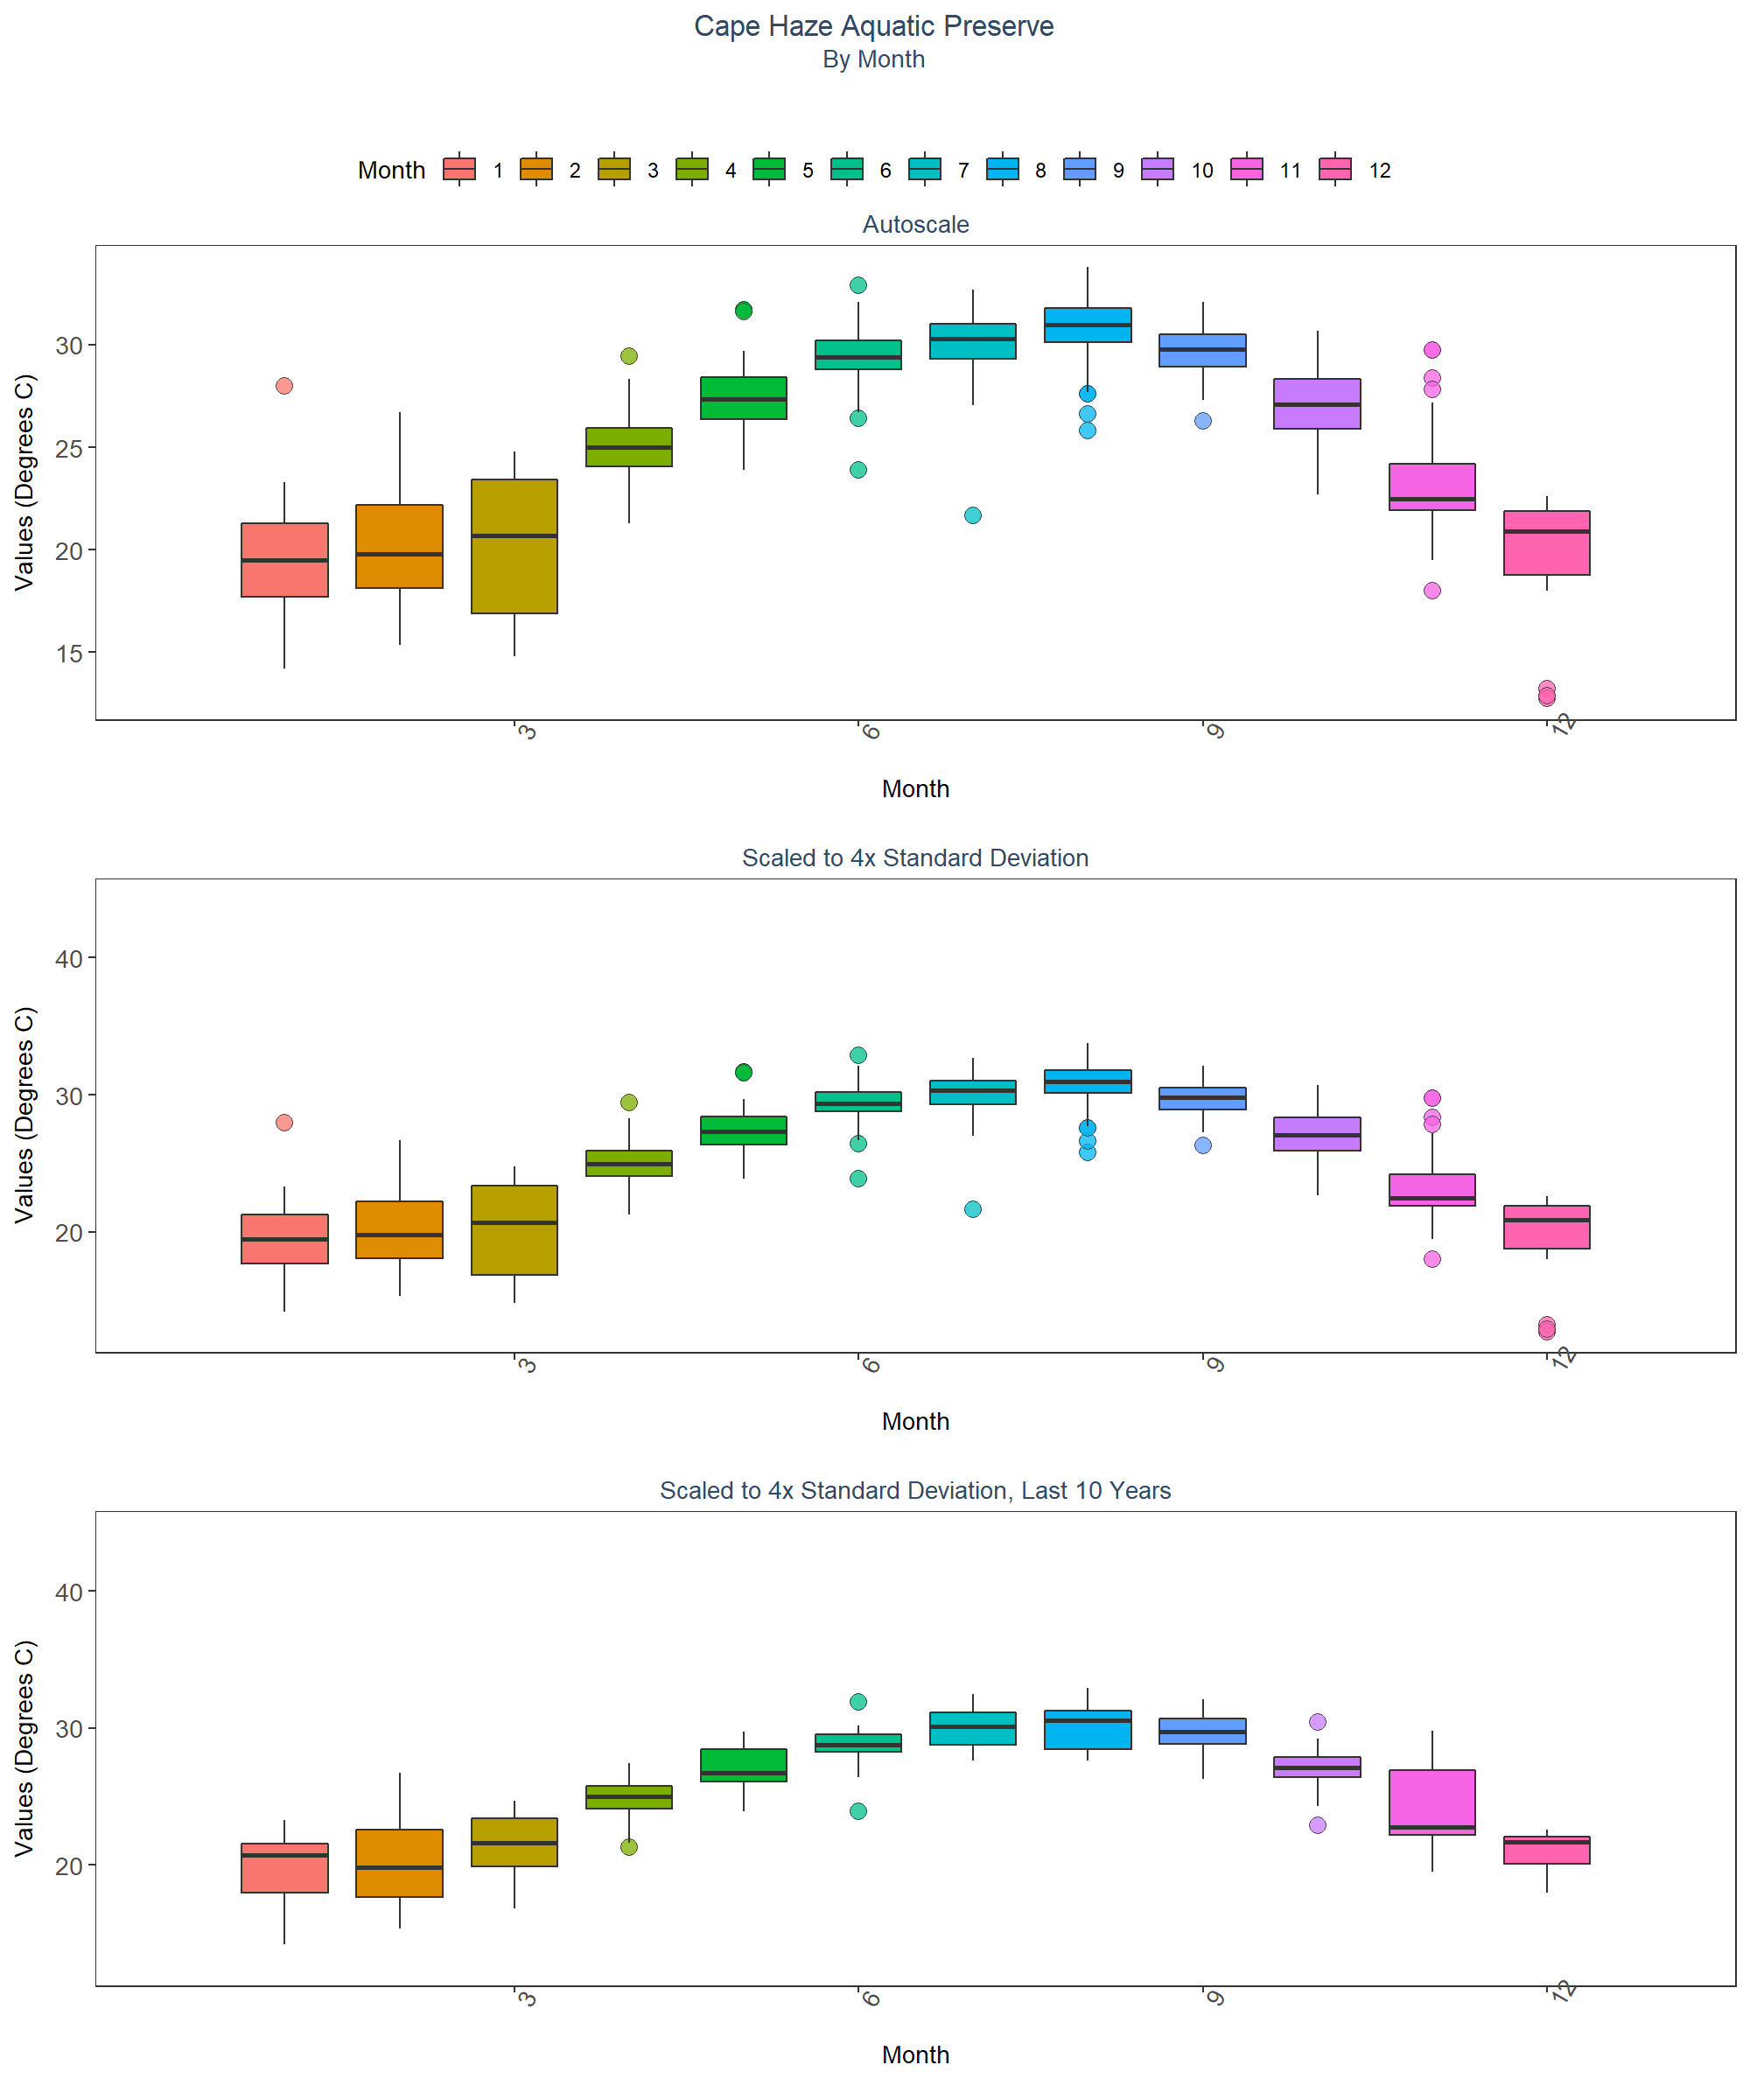 Cape Haze Aquatic Preserve
By Month
Month 1 2 3 4 5 6 7 8 9 10 11 12
Autoscale
Values (Degrees C)
30
25
20
15
3 6 9 12
Month
Scaled to 4x Standard Deviation
Values (Degrees C)
40
30
20
3 6 9 12
Month
Scaled to 4x Standard Deviation, Last 10 Years
Values (Degrees C)
40
30
20
3 6 9 12
Month